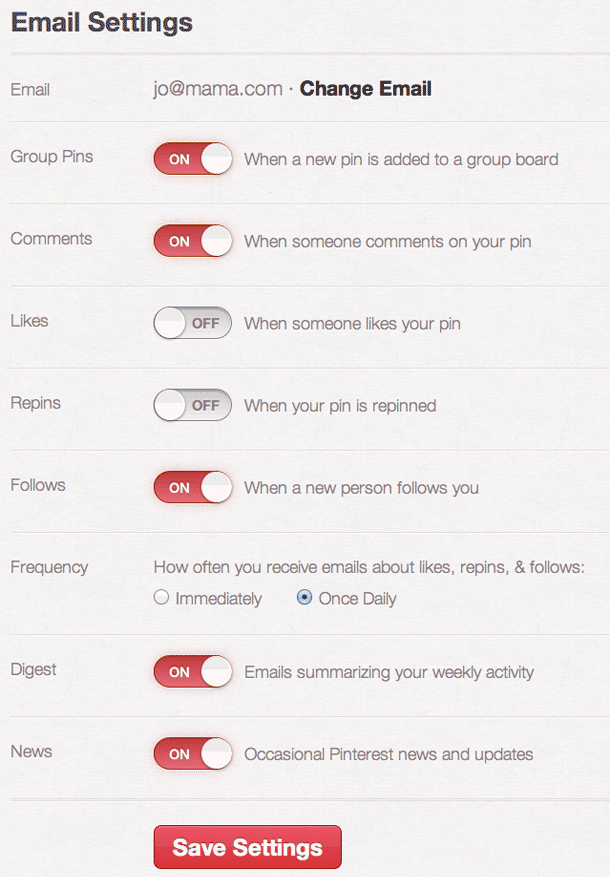 Email Settings
Email jo@mama.com · Change Email
Group Pins ON When a new pin is added to a group board
Comments ON When someone comments on your pin
Likes OFF When someone likes your pin
Repins OFF When your pin is repinned
Follows ON When a new person follows you
Frequency How often you receive emails about likes, repins, & follows:
Immediately Once Daily
Digest ON Emails summarizing your weekly activity
News ON Occasional Pinterest news and updates
Save Settings